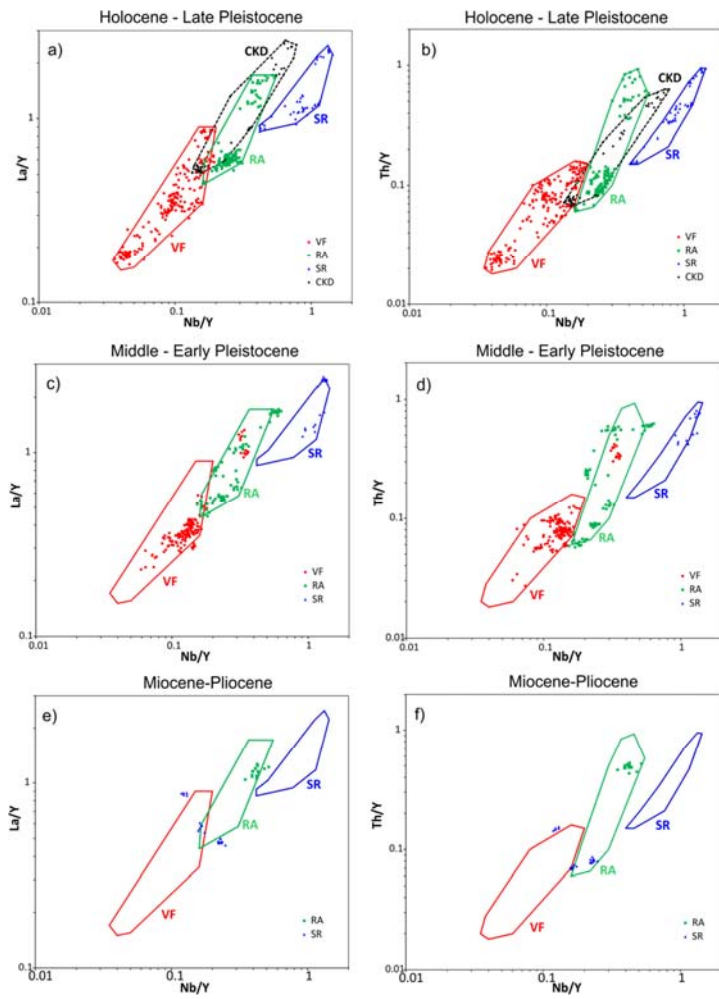 Holocene - Late Pleistocene
a)
CKD
SR
RA
VF
VF
RA
SR
CKD
La/Y
1
0.1
0.01
0.1
1
Nb/Y
Holocene - Late Pleistocene
b)
CKD
SR
RA
VF
VF
RA
SR
CKD
Th/Y
1
0.1
0.01
0.01
0.1
1
Nb/Y
Middle - Early Pleistocene
c)
SR
RA
VF
VF
RA
SR
La/Y
1
0.1
0.01
0.1
1
Nb/Y
Middle - Early Pleistocene
d)
SR
RA
VF
VF
RA
SR
Th/Y
1
0.1
0.01
0.01
0.1
1
Nb/Y
Miocene-Pliocene
e)
SR
RA
VF
RA
SR
La/Y
1
0.1
0.01
0.1
1
Nb/Y
Miocene-Pliocene
f)
SR
RA
VF
RA
SR
Th/Y
1
0.1
0.01
0.01
0.1
1
Nb/Y